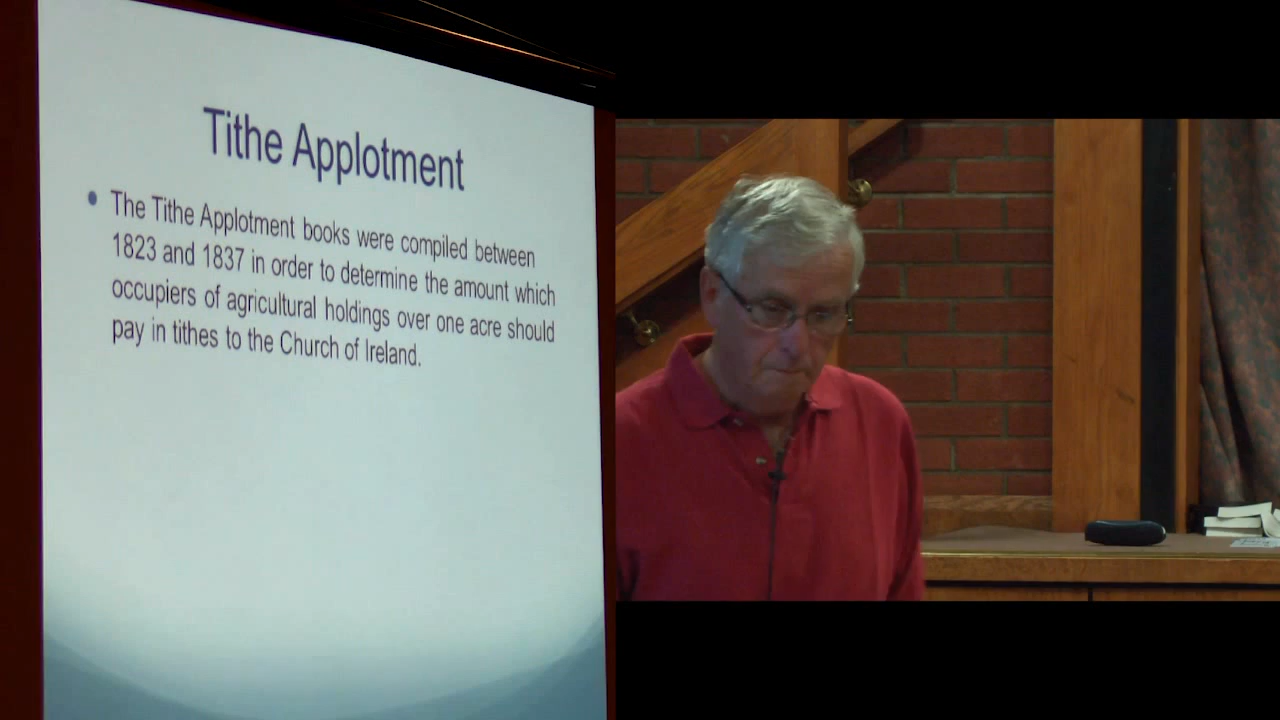 Tithe Applotment
• The Tithe Applotment books were compiled between
1823 and 1837 in order to determine the amount which
occupiers of agricultural holdings over one acre should
pay in tithes to the Church of Ireland.